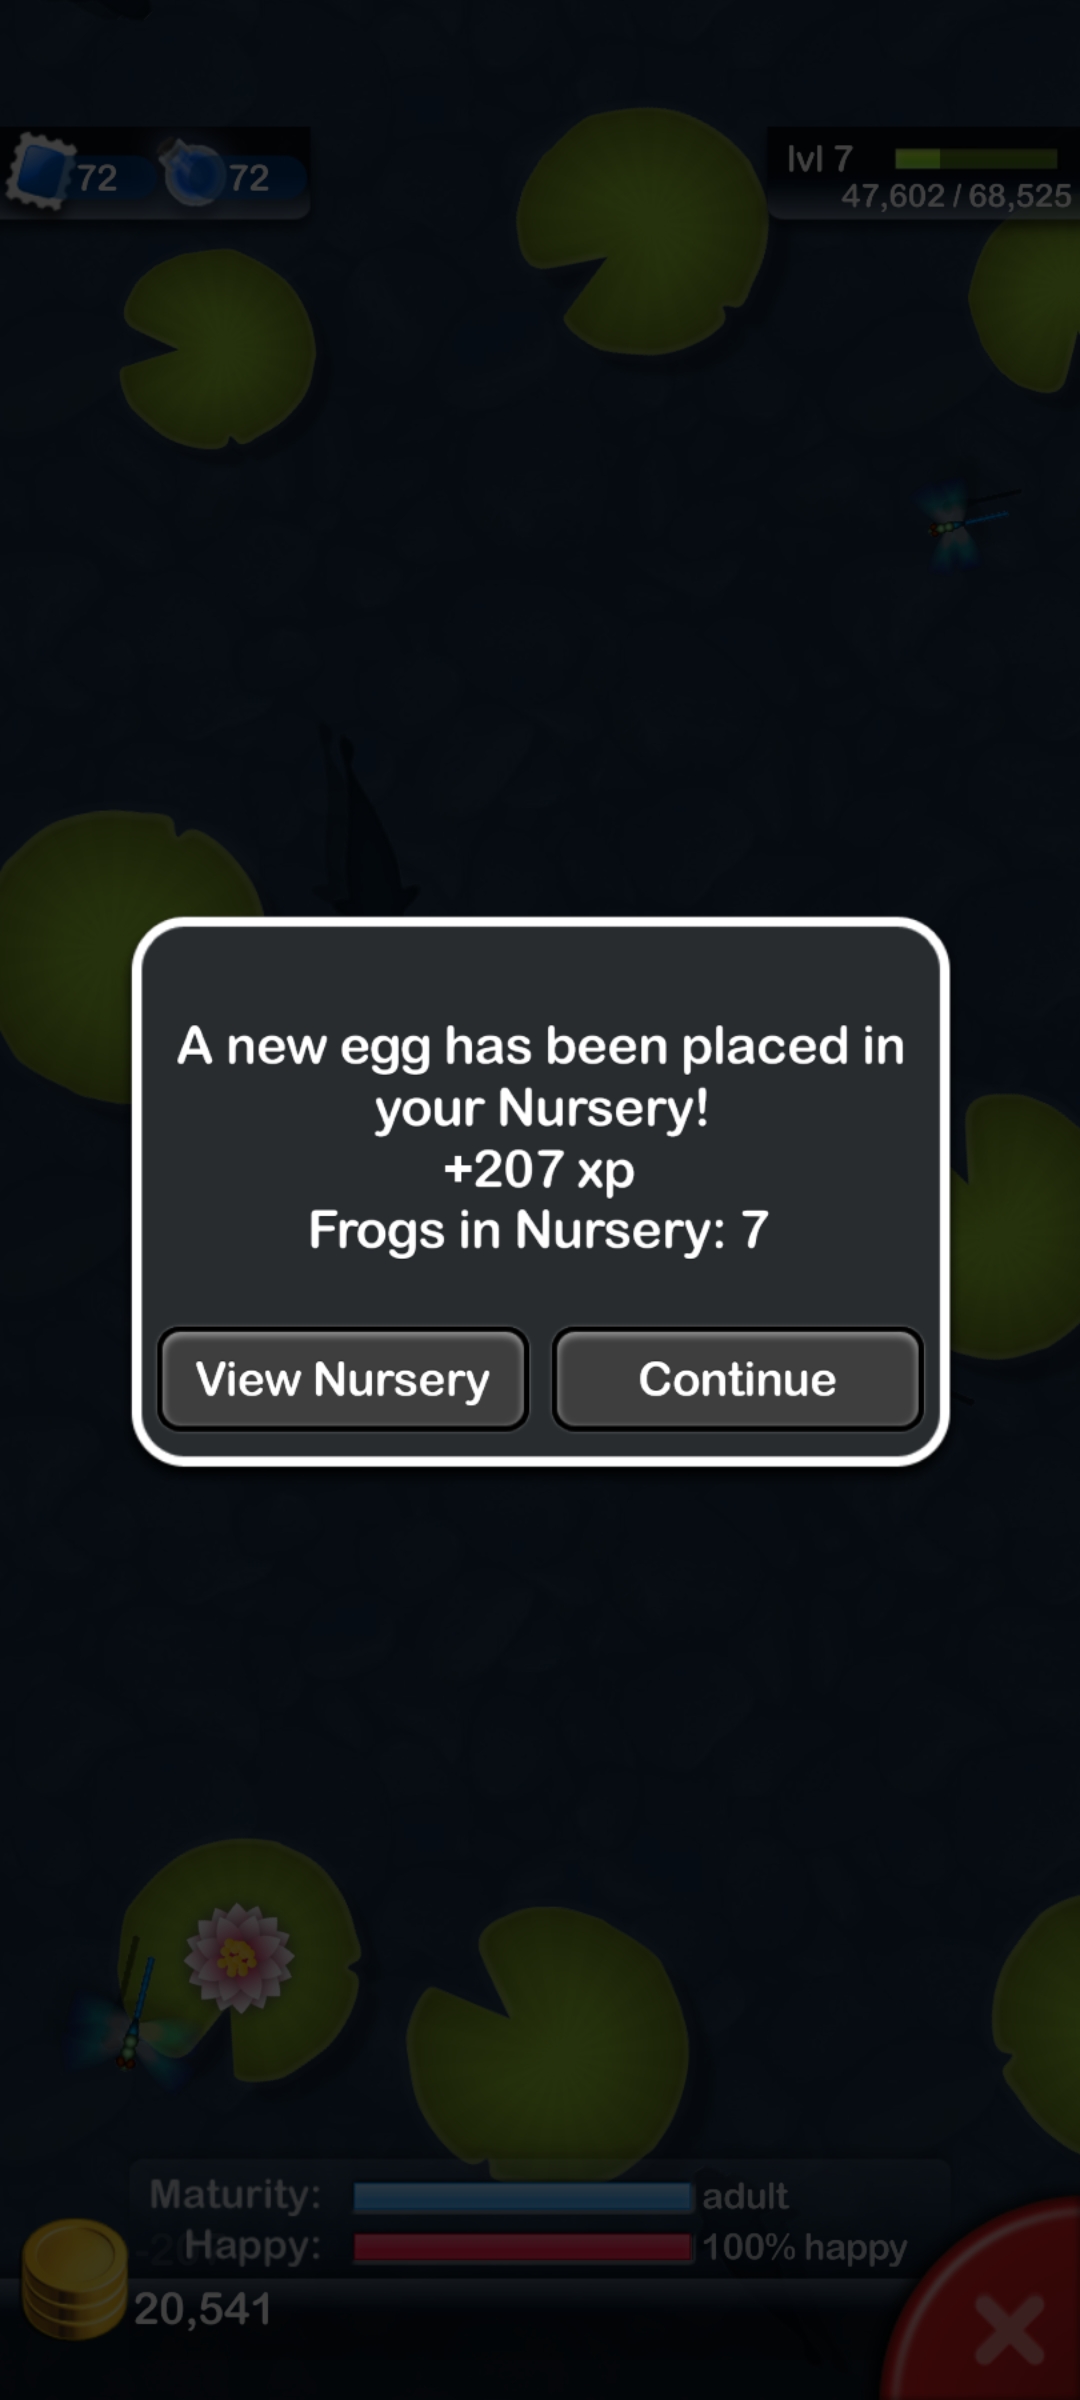 72
72
lvl 7
47,602 / 68,525
A new egg has been placed in
your Nursery!
+207 xp
Frogs in Nursery: 7
View Nursery
Continue
Maturity:
adult
Happy:
100% happy
20,541